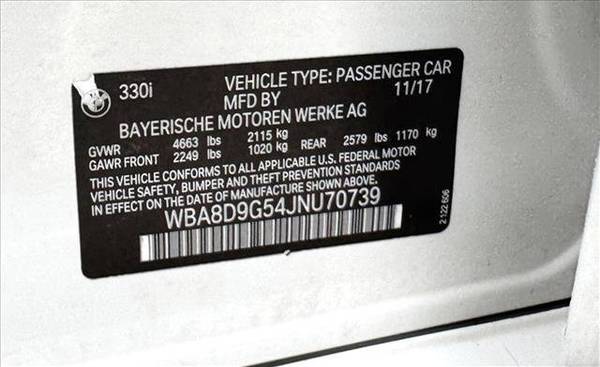 330i VEHICLE TYPE: PASSENGER CAR
MFD BY 11/17
BAYERISCHE MOTOREN WERKE AG
GVWR 4663 lbs 2115 kg
GAWR FRONT 2249 lbs 1020 kg REAR 2579 lbs 1170 kg
THIS VEHICLE CONFORMS TO ALL APPLICABLE U.S. FEDERAL MOTOR
VEHICLE SAFETY, BUMPER AND THEFT PREVENTION STANDARDS
IN EFFECT ON THE DATE OF MANUFACTURE SHOWN ABOVE.
WBA8D9G54JNU70739
2 122 606